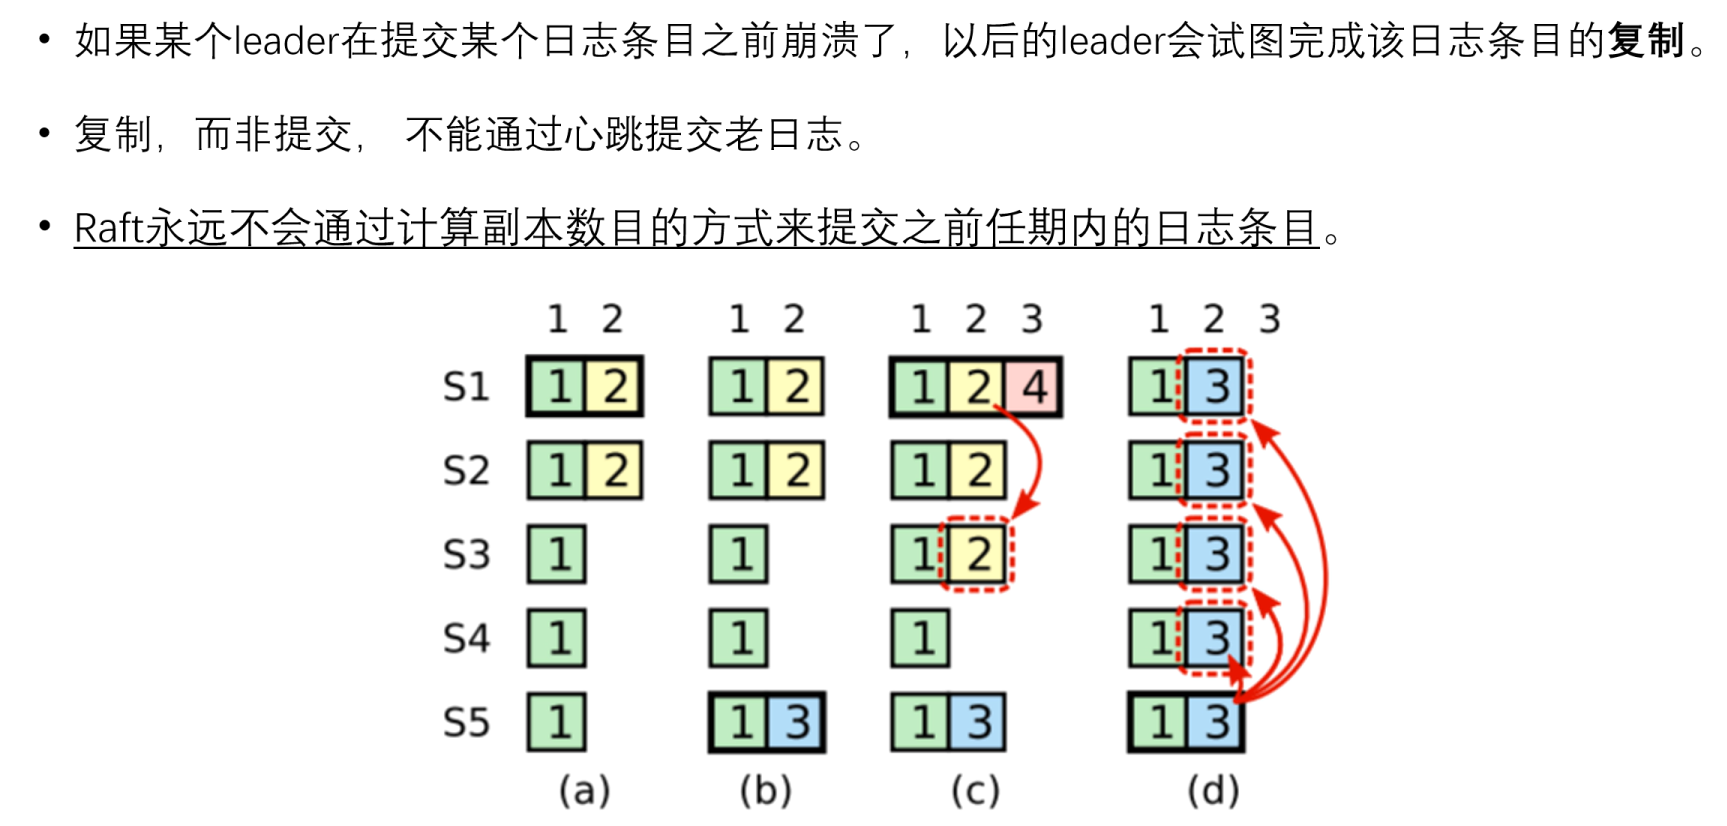 • 如果某个leader在提交某个日志条目之前崩溃了，以后的leader会试图完成该日志条目的复制。
• 复制，而非提交， 不能通过心跳提交老日志。
• Raft永远不会通过计算副本数目的方式来提交之前任期内的日志条目。
1 2 1 2 1 2 3 1 2 3
S1 1 2 1 2 1 2 4 1 3
S2 1 2 1 2 1 2 1 3
S3 1 1 1 2 1 3
S4 1 1 1 1 3
S5 1 1 3 1 3 1 3
(a) (b) (c) (d)